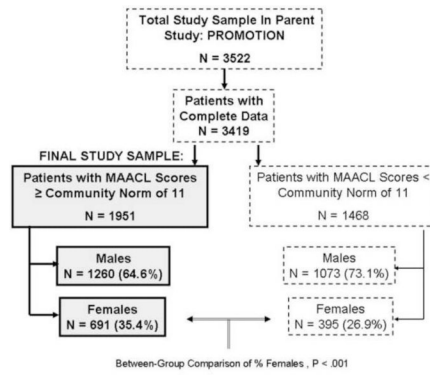 Total Study Sample In Parent
Study: PROMOTION
N = 3522
Patients with
Complete Data
N = 3419
FINAL STUDY SAMPLE:
Patients with MAACL Scores
≥ Community Norm of 11
N = 1951
Patients with MAACL Scores <
Community Norm of 11
N = 1468
Males
N = 1260 (64.6%)
Males
N = 1073 (73.1%)
Females
N = 691 (35.4%)
Females
N = 395 (26.9%)
Between-Group Comparison of % Females , P < .001